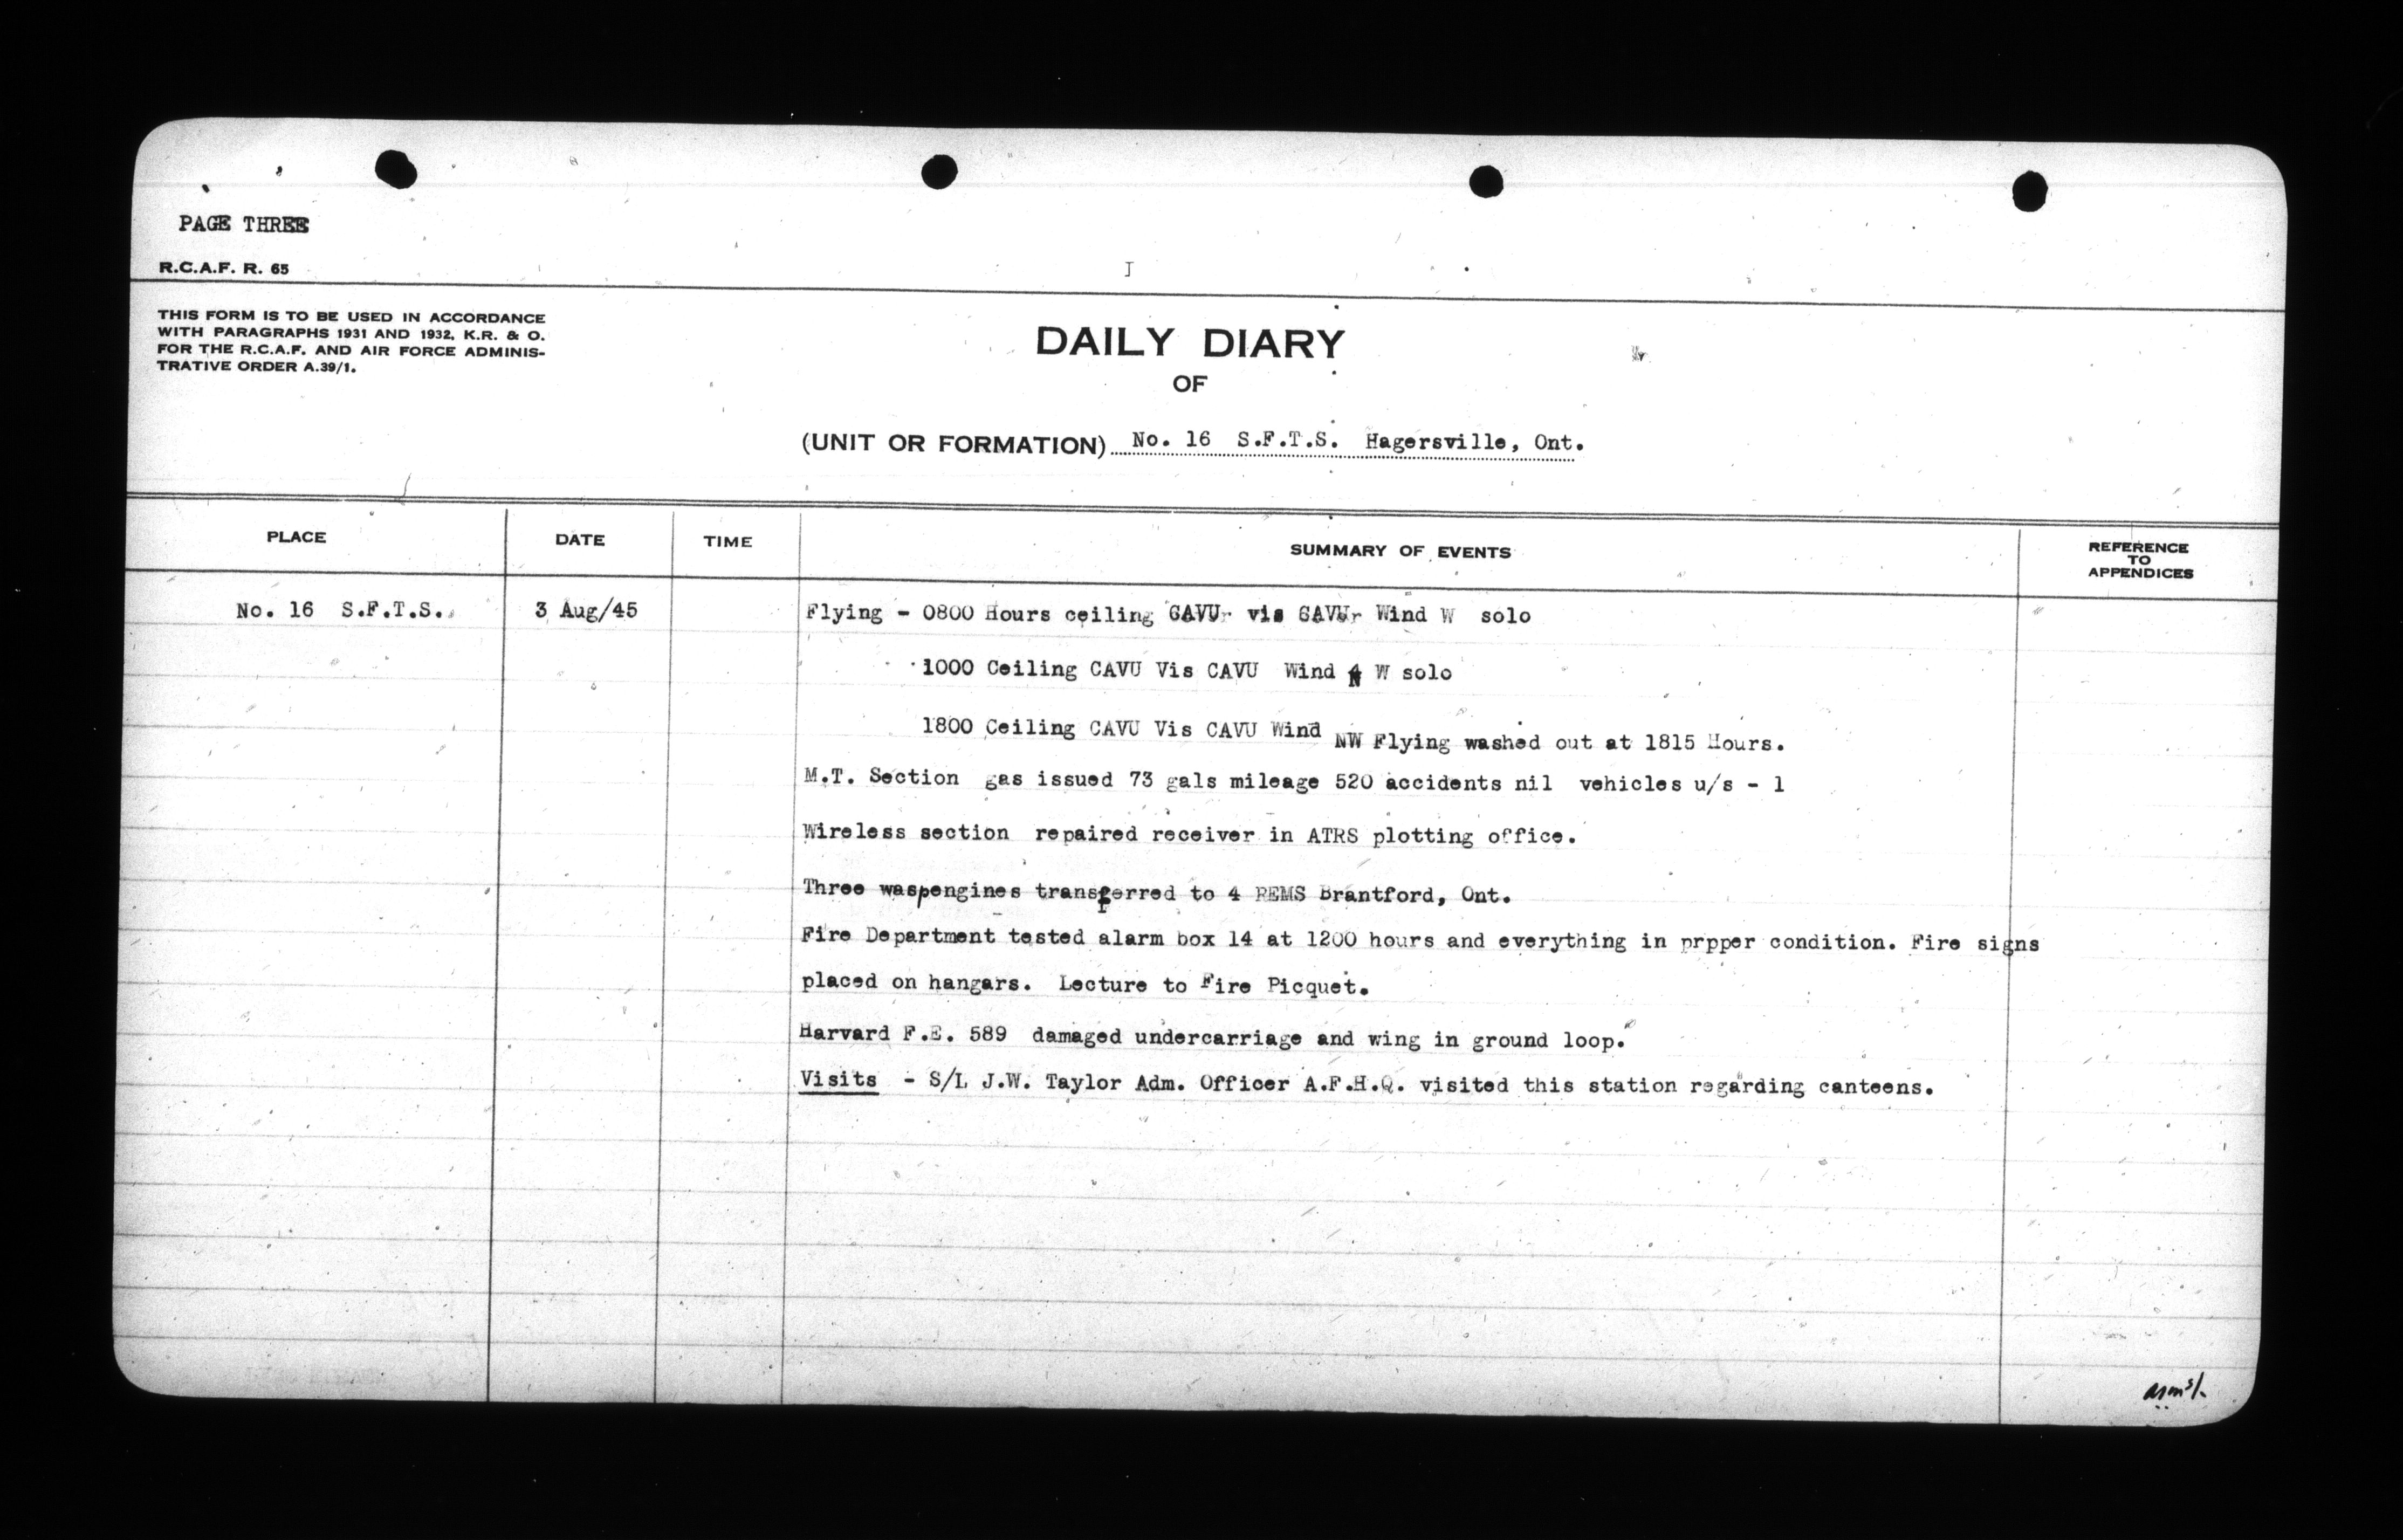 PAGE THREE
R.C.A.F. R. 65
THIS FORM IS TO BE USED IN ACCORDANCE
WITH PARAGRAPHS 1931 AND 1932, K.R. & O.
FOR THE R.C.A.F. AND AIR FORCE ADMINIS-
TRATIVE ORDER A.39/1.
DAILY DIARY
OF
(UNIT OR FORMATION) No. 16 S.F.T.S. Hagersville, Ont.
PLACE DATE TIME SUMMARY OF EVENTS REFERENCE TO APPENDICES
No. 16 S.F.T.S. 3 Aug/45 Flying - 0800 Hours ceiling CAVU vis CAVU Wind W solo
1000 Ceiling CAVU Vis CAVU Wind N W solo
1800 Ceiling CAVU Vis CAVU Wind NW Flying washed out at 1815 Hours.
M.T. Section gas issued 73 gals mileage 520 accidents nil vehicles u/s - 1
Wireless section repaired receiver in ATRS plotting office.
Three waspengines transferred to 4 REMS Brantford, Ont.
Fire Department tested alarm box 14 at 1200 hours and everything in prpper condition. Fire signs
placed on hangars. Lecture to Fire Picquet.
Harvard F.E. 589 damaged undercarriage and wing in ground loop.
Visits - S/L J.W. Taylor Adm. Officer A.F.H.Q. visited this station regarding canteens.